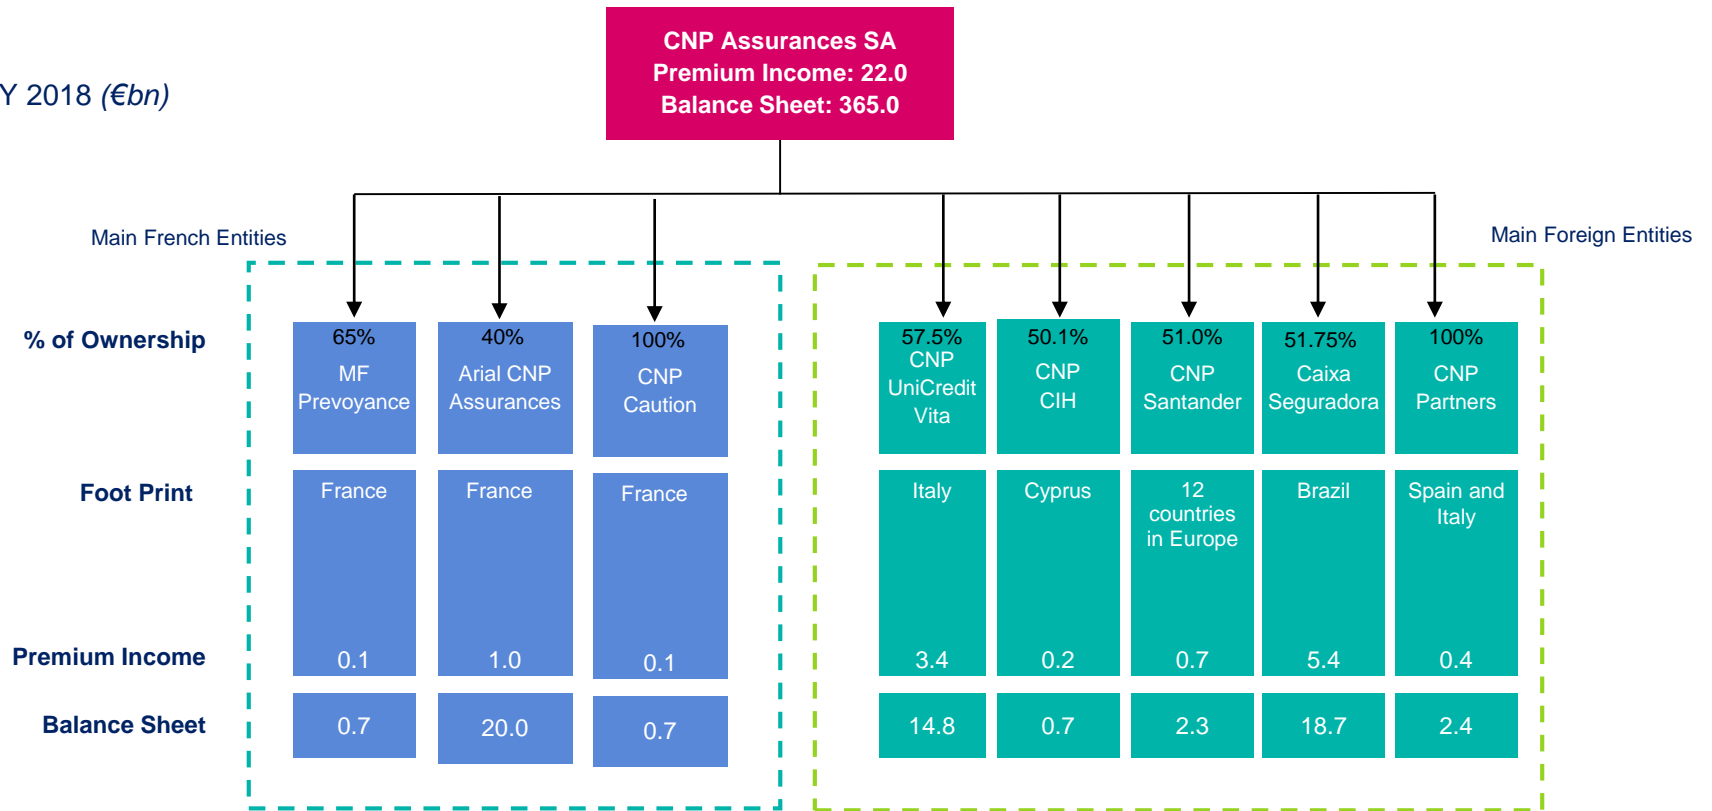 CNP Assurances SA
Premium Income: 22.0
Balance Sheet: 365.0
Y 2018 (€bn)
Main French Entities
Main Foreign Entities
% of Ownership
65%
MF
Prevoyance
40%
Arial CNP
Assurances
100%
CNP
Caution
57.5%
CNP
UniCredit
Vita
50.1%
CNP
CIH
51.0%
CNP
Santander
51.75%
Caixa
Seguradora
100%
CNP
Partners
Foot Print
France
France
France
Italy
Cyprus
12
countries
in Europe
Brazil
Spain and
Italy
Premium Income
0.1
1.0
0.1
3.4
0.2
0.7
5.4
0.4
Balance Sheet
0.7
20.0
0.7
14.8
0.7
2.3
18.7
2.4